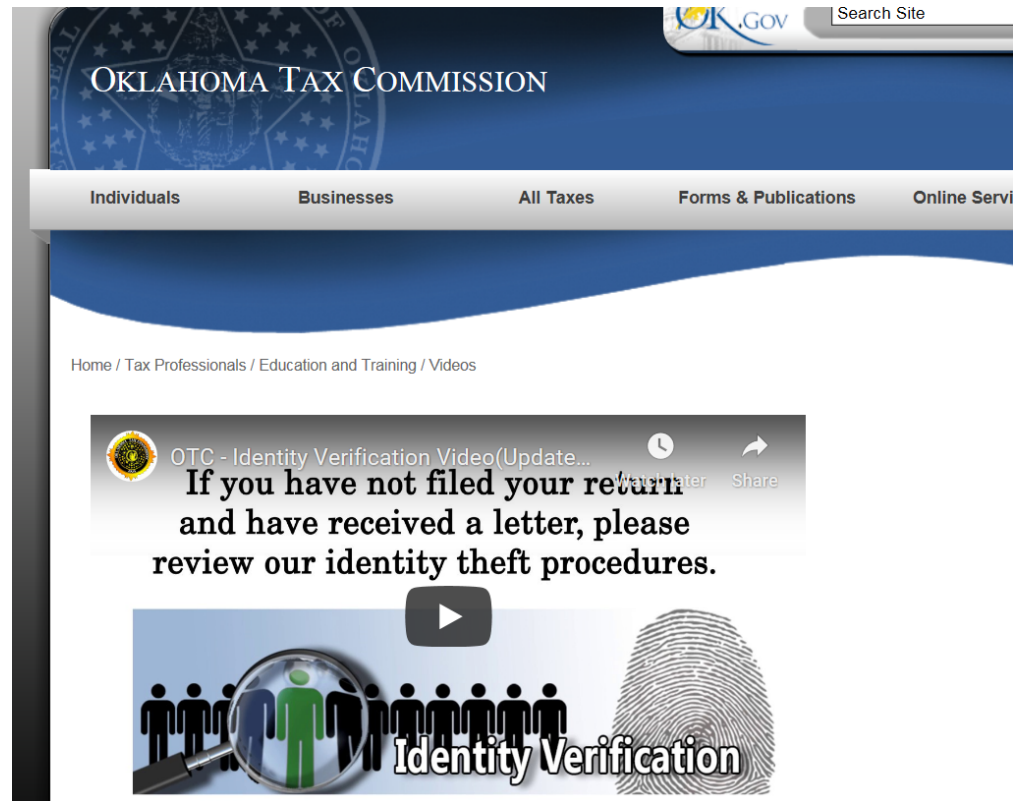 OK.GOV
Search Site
OKLAHOMA TAX COMMISSION
Individuals Businesses All Taxes Forms & Publications Online Servi
Home / Tax Professionals / Education and Training / Videos
OTC - Identity Verification Video(Update...
Watch later Share
If you have not filed your return
and have received a letter, please
review our identity theft procedures.
Identity Verification